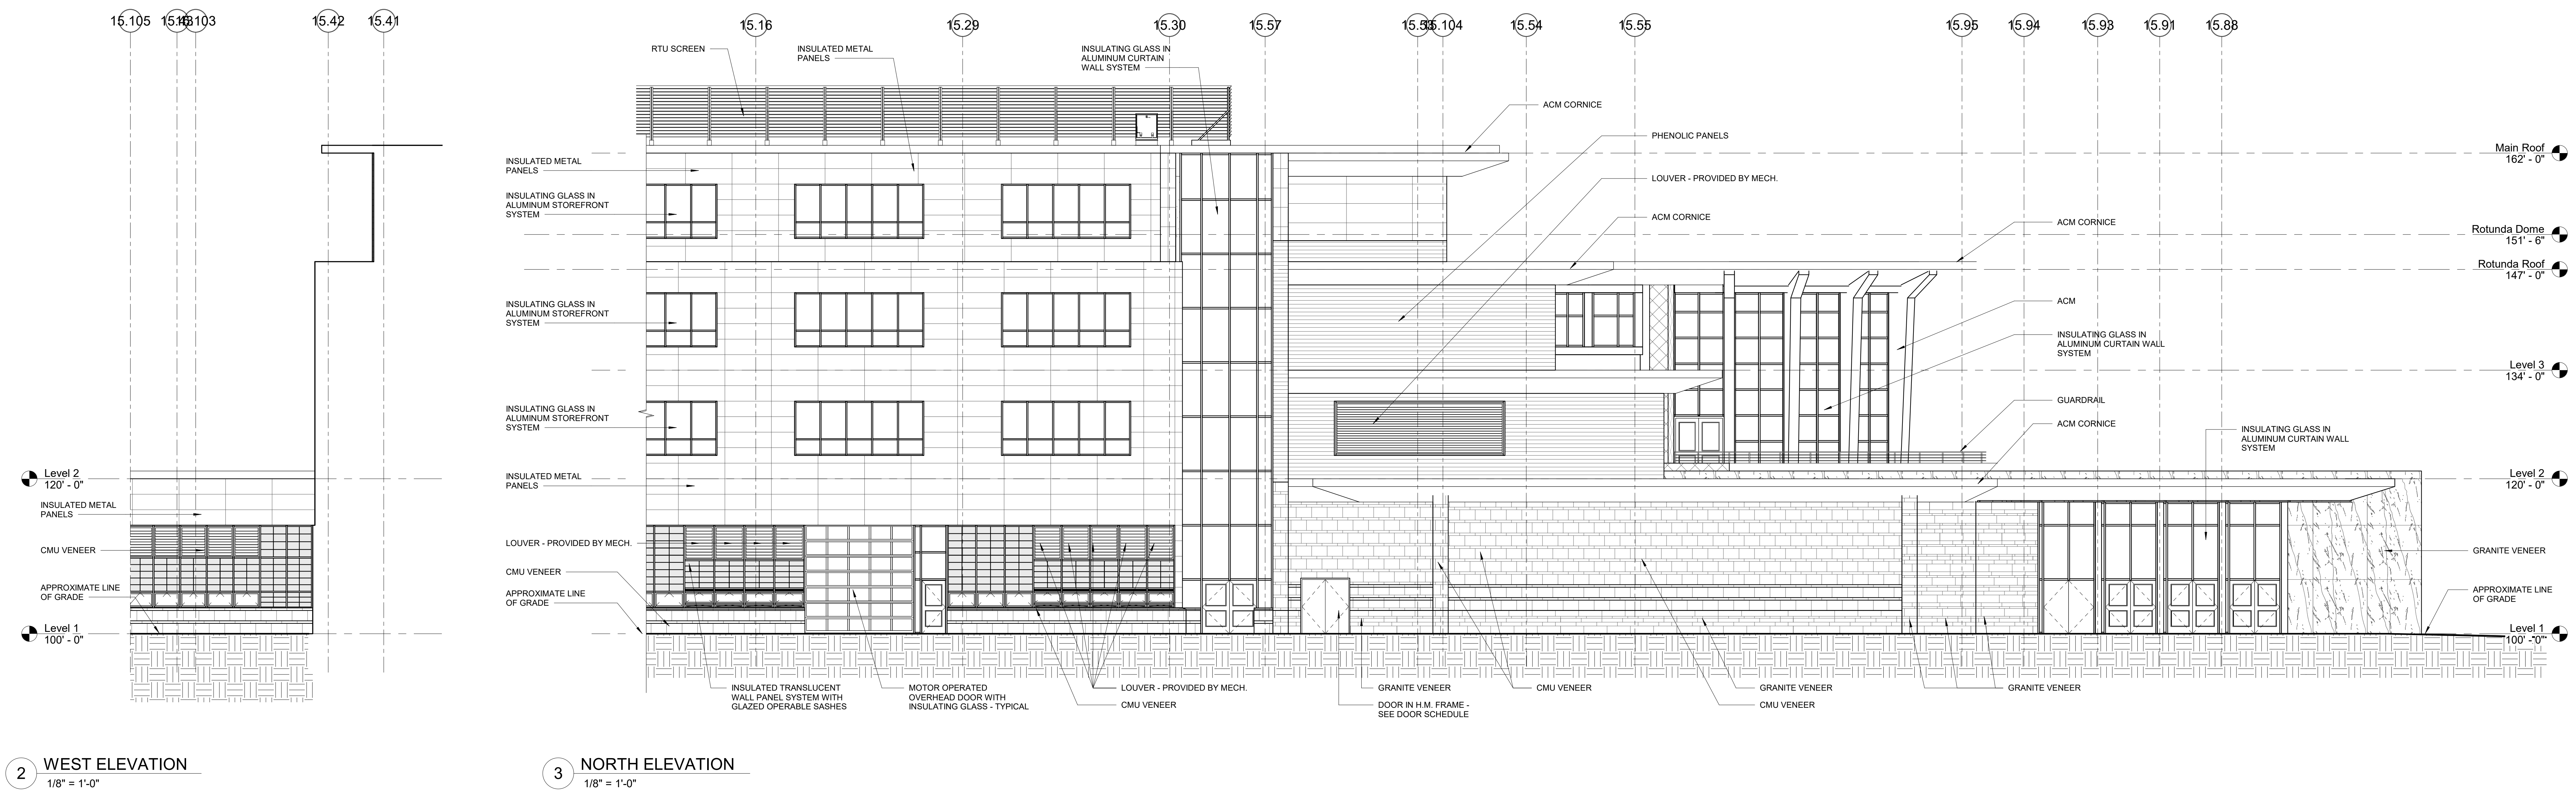 15.105
15.103
15.42
15.41
15.16
15.29
15.30
15.57
15.104
15.54
15.55
15.95
15.94
15.93
15.91
15.88
Level 2
120' - 0"
INSULATED METAL
PANELS
CMU VENEER
APPROXIMATE LINE
OF GRADE
Level 1
100' - 0"
2
WEST ELEVATION
1/8" = 1'-0"
RTU SCREEN
INSULATED METAL
PANELS
INSULATING GLASS IN
ALUMINUM CURTAIN
WALL SYSTEM
ACM CORNICE
PHENOLIC PANELS
LOUVER - PROVIDED BY MECH.
ACM CORNICE
INSULATED METAL
PANELS
INSULATING GLASS IN
ALUMINUM STOREFRONT
SYSTEM
INSULATING GLASS IN
ALUMINUM STOREFRONT
SYSTEM
INSULATING GLASS IN
ALUMINUM STOREFRONT
SYSTEM
INSULATED METAL
PANELS
LOUVER - PROVIDED BY MECH.
CMU VENEER
APPROXIMATE LINE
OF GRADE
ACM CORNICE
ACM
INSULATING GLASS IN
ALUMINUM CURTAIN WALL
SYSTEM
GUARDRAIL
ACM CORNICE
INSULATING GLASS IN
ALUMINUM CURTAIN WALL
SYSTEM
GRANITE VENEER
APPROXIMATE LINE
OF GRADE
Main Roof
162' - 0"
Rotunda Dome
151' - 6"
Rotunda Roof
147' - 0"
Level 3
134' - 0"
Level 2
120' - 0"
Level 1
100' - 0"
INSULATED TRANSLUCENT
WALL PANEL SYSTEM WITH
GLAZED OPERABLE SASHES
MOTOR OPERATED
OVERHEAD DOOR WITH
INSULATING GLASS - TYPICAL
LOUVER - PROVIDED BY MECH.
CMU VENEER
GRANITE VENEER
DOOR IN H.M. FRAME -
SEE DOOR SCHEDULE
CMU VENEER
GRANITE VENEER
CMU VENEER
GRANITE VENEER
3
NORTH ELEVATION
1/8" = 1'-0"